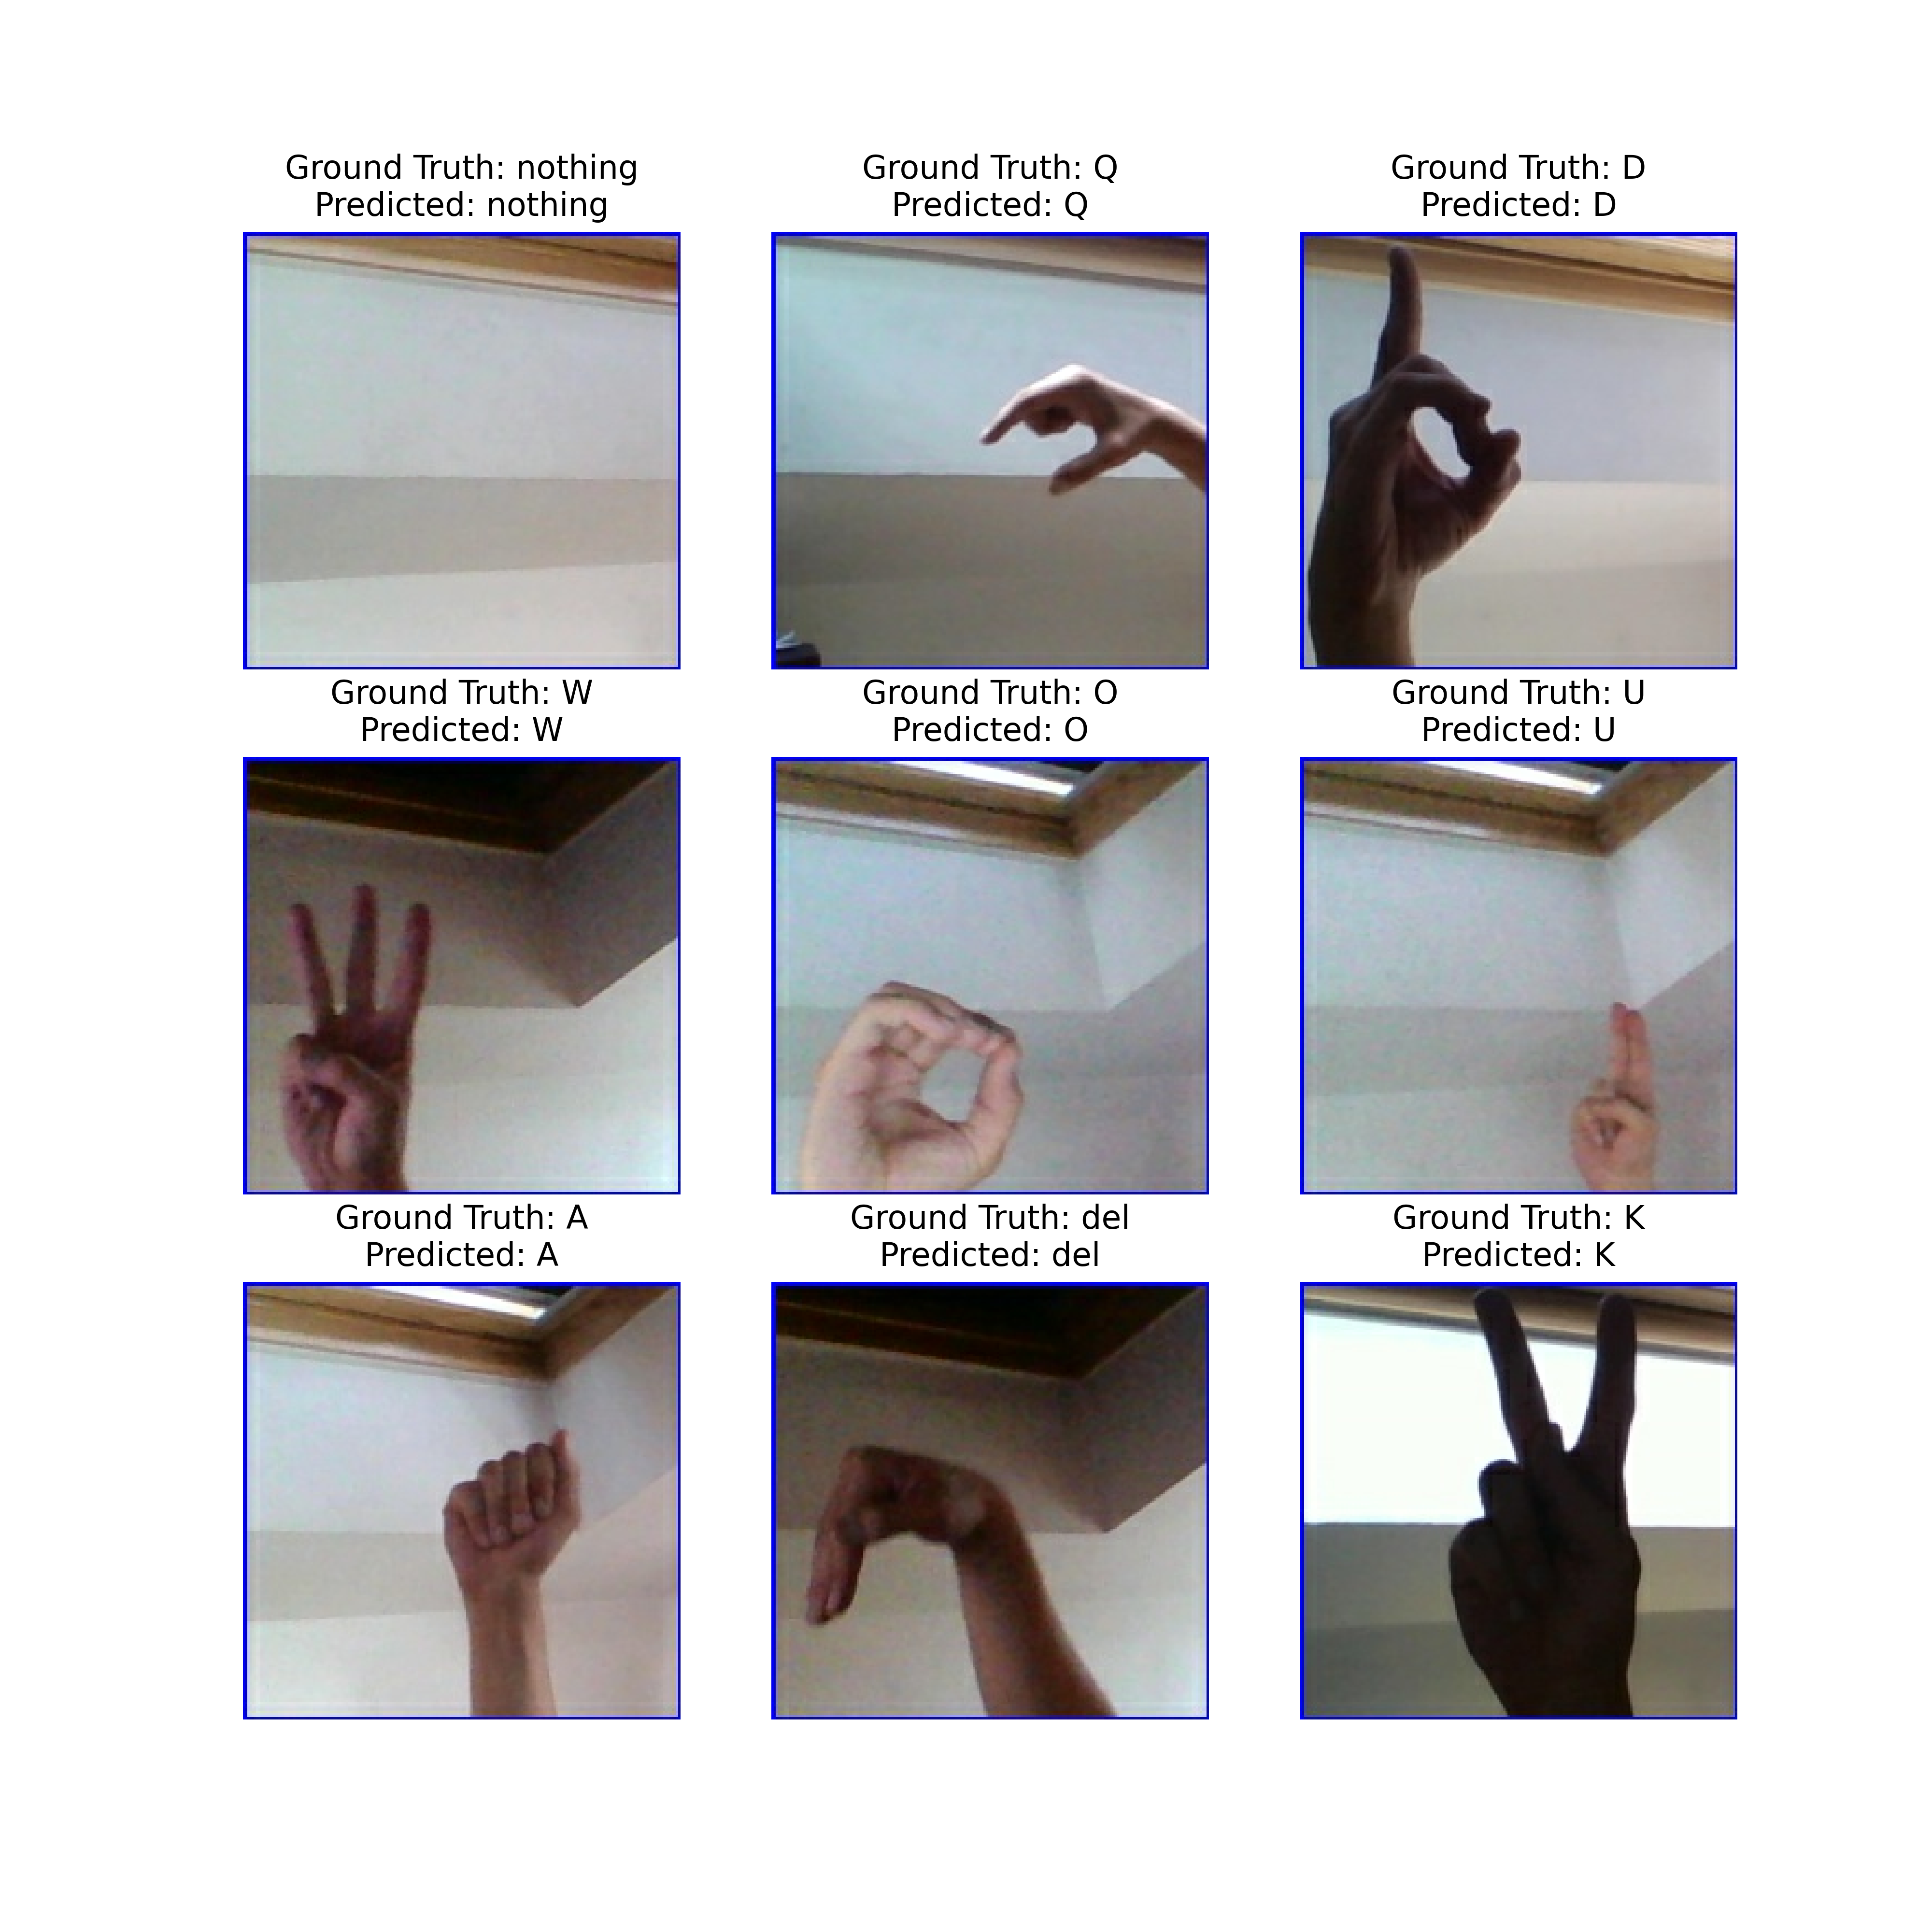 Ground Truth: nothing
Predicted: nothing
Ground Truth: Q
Predicted: Q
Ground Truth: D
Predicted: D
Ground Truth: W
Predicted: W
Ground Truth: O
Predicted: O
Ground Truth: U
Predicted: U
Ground Truth: A
Predicted: A
Ground Truth: del
Predicted: del
Ground Truth: K
Predicted: K